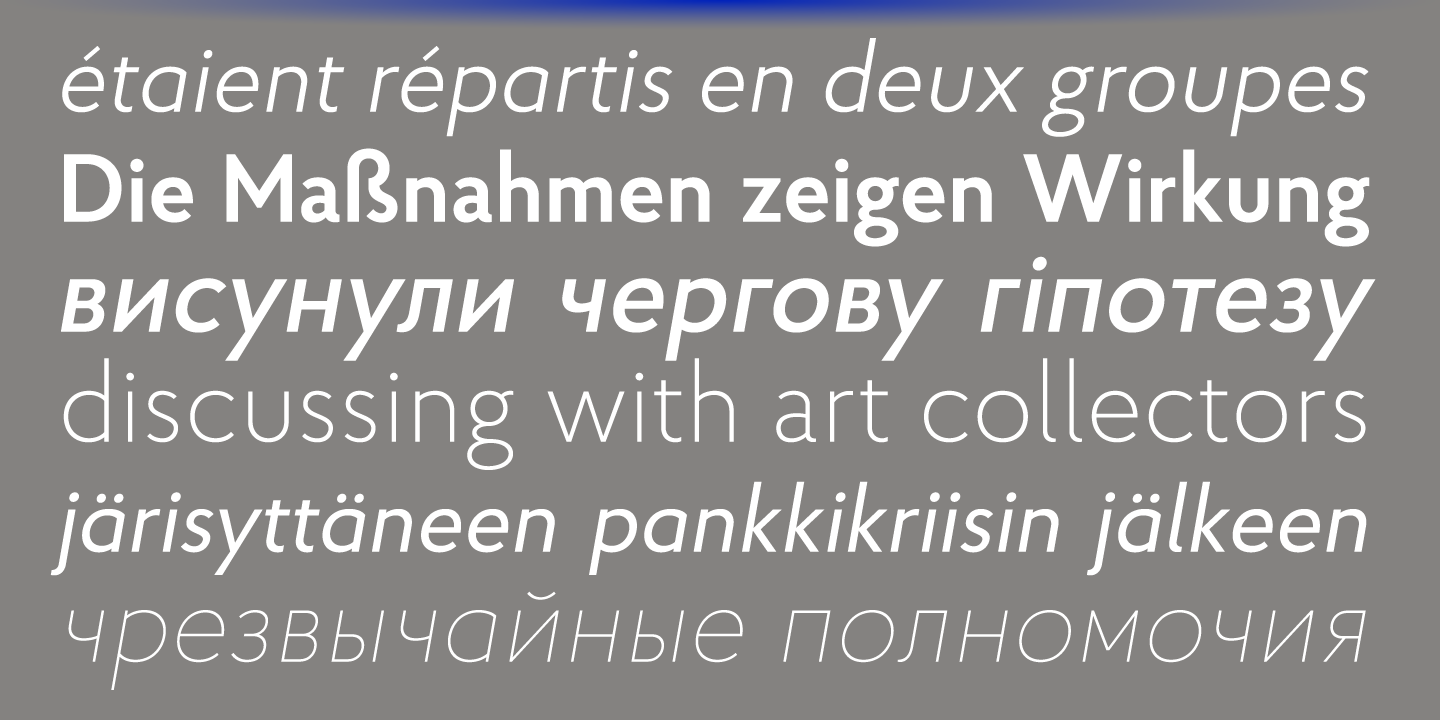 étaient répartis en deux groupes
Die Maßnahmen zeigen Wirkung
висунули чергову гіпотезу
discussing with art collectors
järisyttäneen pankkikriisin jälkeen
чрезвычайные полномочия